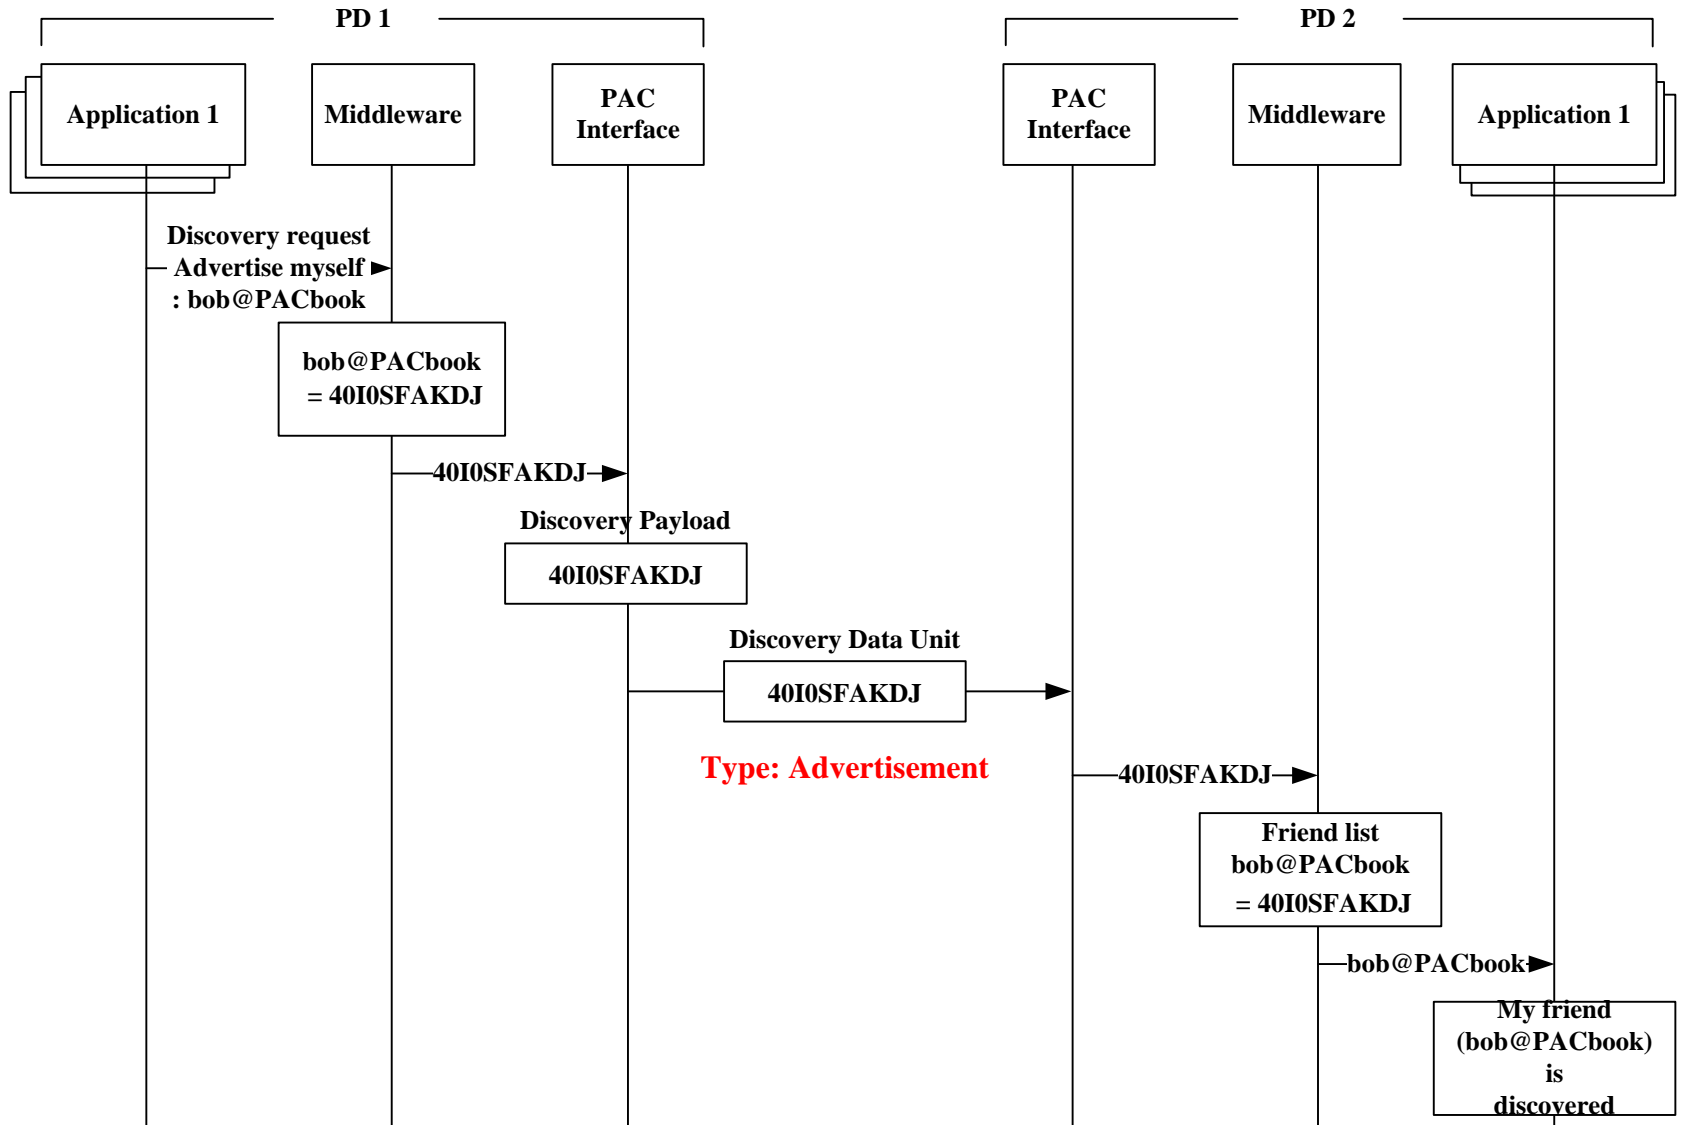 PD 1
PD 2
Application 1
Middleware
PAC
Interface
PAC
Interface
Middleware
Application 1
Discovery request
Advertise myself
: bob@PACbook
bob@PACbook
= 40I0SFAKDJ
40I0SFAKDJ
Discovery Payload
40I0SFAKDJ
Discovery Data Unit
40I0SFAKDJ
Type: Advertisement
40I0SFAKDJ
Friend list
bob@PACbook
= 40I0SFAKDJ
bob@PACbook
My friend
(bob@PACbook)
is
discovered